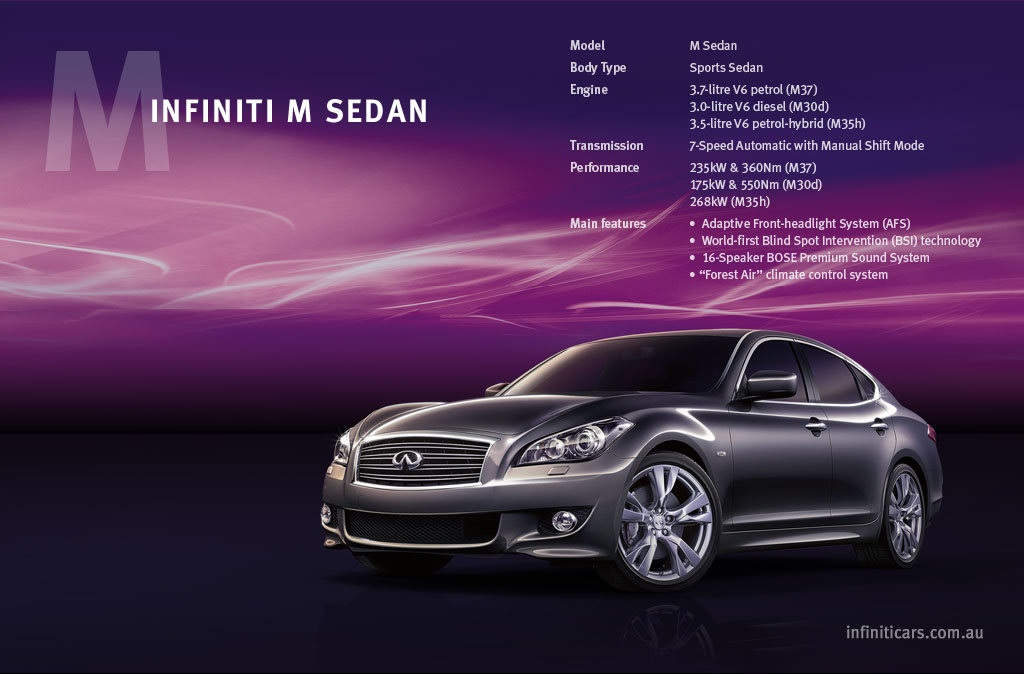 M
INFINITI M SEDAN
Model M Sedan
Body Type Sports Sedan
Engine 3.7-litre V6 petrol (M37)
3.0-litre V6 diesel (M30d)
3.5-litre V6 petrol-hybrid (M35h)
Transmission 7-Speed Automatic with Manual Shift Mode
Performance 235kW & 360Nm (M37)
175kW & 550Nm (M30d)
268kW (M35h)
Main features • Adaptive Front-headlight System (AFS)
• World-first Blind Spot Intervention (BSI) technology
• 16-Speaker BOSE Premium Sound System
• “Forest Air” climate control system
infiniticars.com.au